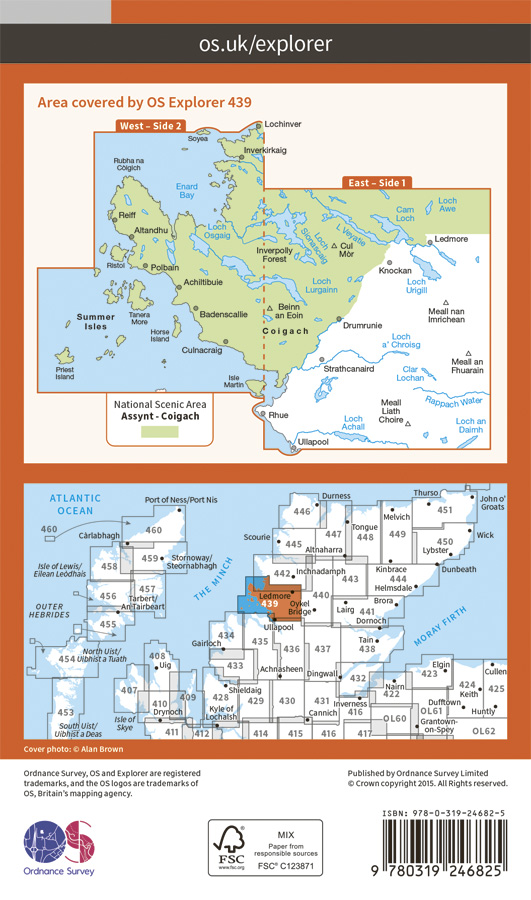 os.uk/explorer
Area covered by OS Explorer 439
West – Side 2
Lochinver
Soyea
Inverkirkaig
Rubha na
Còigich
Enard
Bay
East – Side 1
Reiff
Altandhu
Loch
Osgaig
Cam
Loch
Loch
Awe
L Veyatie
Loch
Sionascaig
Ledmore
Ristol
Polbain
Inverpolly
Forest
Cul
Mòr
Knockan
Achiltibuie
Loch
Lurgainn
Loch
Urigill
Summer
Isles
Tanera
More
Badenscallie
Beinn
an Eoin
Meall nan
Imrichean
Horse
Island
Coigach
Drumrunie
Culnacraig
Loch
a' Chroisg
Priest
Island
Isle
Martin
Strathcanaird
Clar
Lochan
Meall an
Fhuarain
National Scenic Area
Assynt - Coigach
Rhue
Meall
Liath
Choire
Rappach Water
Loch
Achall
Loch an
Daimh
Ullapool
ATLANTIC
OCEAN
Port of Ness/Port Nis
Durness
Thurso
John o'
Groats
460
460
446
Melvich
451
Càrlabhagh
Scourie
447
Tongue
448
449
Wick
459
Stornoway/
Steornabhagh
445
Altnaharra
450
Lybster
458
Isle of Lewis/
Eilean Leòdhais
THE MINCH
442
Inchnadamph
443
Kinbrace
444
Dunbeath
456
457
Tarbert/
An Tairbeart
Ledmore
439
440
Helmsdale
OUTER
HEBRIDES
Oykel
Bridge
Lairg
Brora
441
455
Ullapool
Dornoch
MORAY FIRTH
434
435
436
437
Tain
438
Gairloch
North Uist/
Uibhist a Tuath
454
408
Uig
433
Achnasheen
Dingwall
432
Elgin
423
Cullen
407
409
Shieldaig
Nairn
422
424
Keith
425
453
410
428
429
430
431
Inverness
Dufftown
OL61
Huntly
Drynoch
Kyle of
Lochalsh
Cannich
417
OL60
Grantown-
on-Spey
South Uist/
Uibhist a Deas
Isle of
Skye
411
412
414
415
416
OL62
Cover photo: © Alan Brown
Ordnance Survey, OS and Explorer are registered
trademarks, and the OS logos are trademarks of
OS, Britain's mapping agency.
Published by Ordnance Survey Limited
© Crown copyright 2015. All Rights reserved.
ISBN: 978-0-319-24682-5
OS
Ordnance Survey
FSC
www.fsc.org
MIX
Paper from
responsible sources
FSC® C123871
9 780319 246825